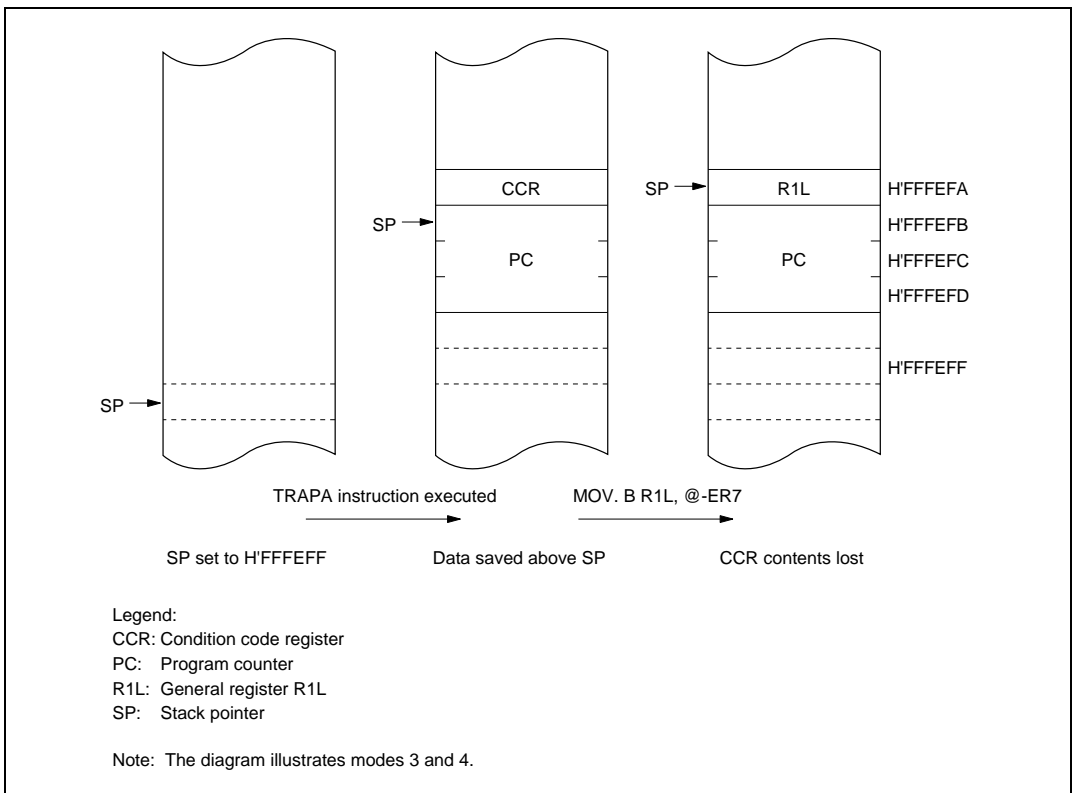 CCR
SP
R1L
H'FFFEFA
SP
H'FFFEFB
PC
PC
H'FFFEFC
H'FFFEFD
H'FFFEFF
SP
TRAPA instruction executed
MOV. B R1L, @-ER7
SP set to H'FFFEFF
Data saved above SP
CCR contents lost
Legend:
CCR: Condition code register
PC: Program counter
R1L: General register R1L
SP: Stack pointer
Note: The diagram illustrates modes 3 and 4.